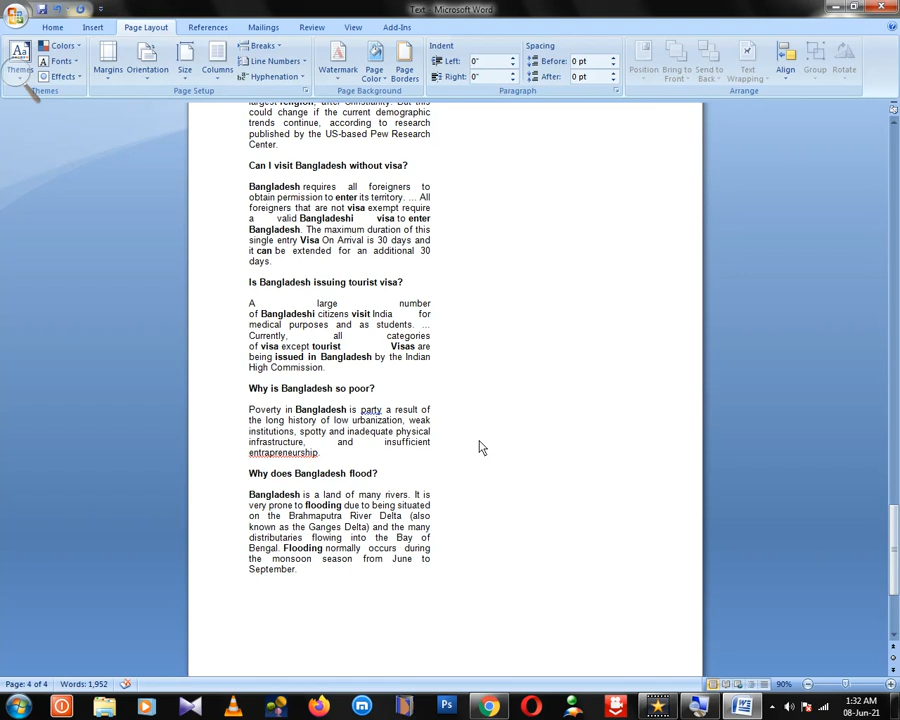 Text - Microsoft Word
Home Insert Page Layout References Mailings Review View Add-Ins
Themes Colors Fonts Effects Themes
Margins Orientation Size Columns Breaks Line Numbers Hyphenation Page Setup
Watermark Page Color Page Borders Page Background
Indent Left: 0" Right: 0" Spacing Before: 0 pt After: 0 pt Paragraph
Position Bring to Front Send to Back Text Wrapping Align Group Rotate Arrange
largest religion, after Christianity. But this
could change if the current demographic
trends continue, according to research
published by the US-based Pew Research
Center.
Can I visit Bangladesh without visa?
Bangladesh requires all foreigners to
obtain permission to enter its territory. ... All
foreigners that are not visa exempt require
a valid Bangladeshi visa to enter
Bangladesh. The maximum duration of this
single entry Visa On Arrival is 30 days and
it can be extended for an additional 30
days.
Is Bangladesh issuing tourist visa?
A large number
of Bangladeshi citizens visit India for
medical purposes and as students. ...
Currently, all categories
of visa except tourist Visas are
being issued in Bangladesh by the Indian
High Commission.
Why is Bangladesh so poor?
Poverty in Bangladesh is party a result of
the long history of low urbanization, weak
institutions, spotty and inadequate physical
infrastructure, and insufficient
entrapreneurship.
Why does Bangladesh flood?
Bangladesh is a land of many rivers. It is
very prone to flooding due to being situated
on the Brahmaputra River Delta (also
known as the Ganges Delta) and the many
distributaries flowing into the Bay of
Bengal. Flooding normally occurs during
the monsoon season from June to
September.
Page: 4 of 4 Words: 1,952 90%
1:32 AM
08-Jun-21